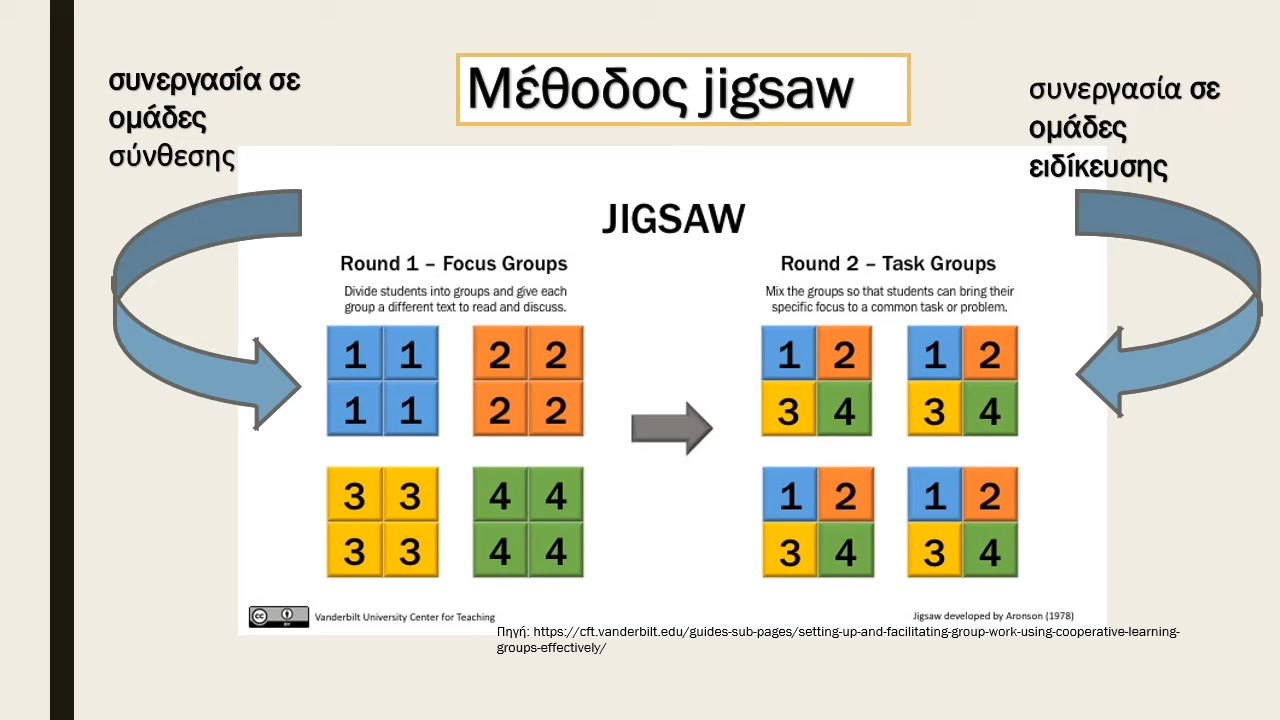 συνεργασία σε
ομάδες
σύνθεσης
Μέθοδος jigsaw
συνεργασία σε
ομάδες
ειδίκευσης
JIGSAW
Round 1 – Focus Groups
Divide students into groups and give each
group a different text to read and discuss.
1 1 2 2
1 1 2 2
3 3 4 4
3 3 4 4
Round 2 – Task Groups
Mix the groups so that students can bring their
specific focus to a common task or problem.
1 2 1 2
3 4 3 4
1 2 1 2
3 4 3 4
cc BY
Vanderbilt University Center for Teaching
Jigsaw developed by Aronson (1978)
Πηγή: https://cft.vanderbilt.edu/guides-sub-pages/setting-up-and-facilitating-group-work-using-cooperative-learning-
groups-effectively/